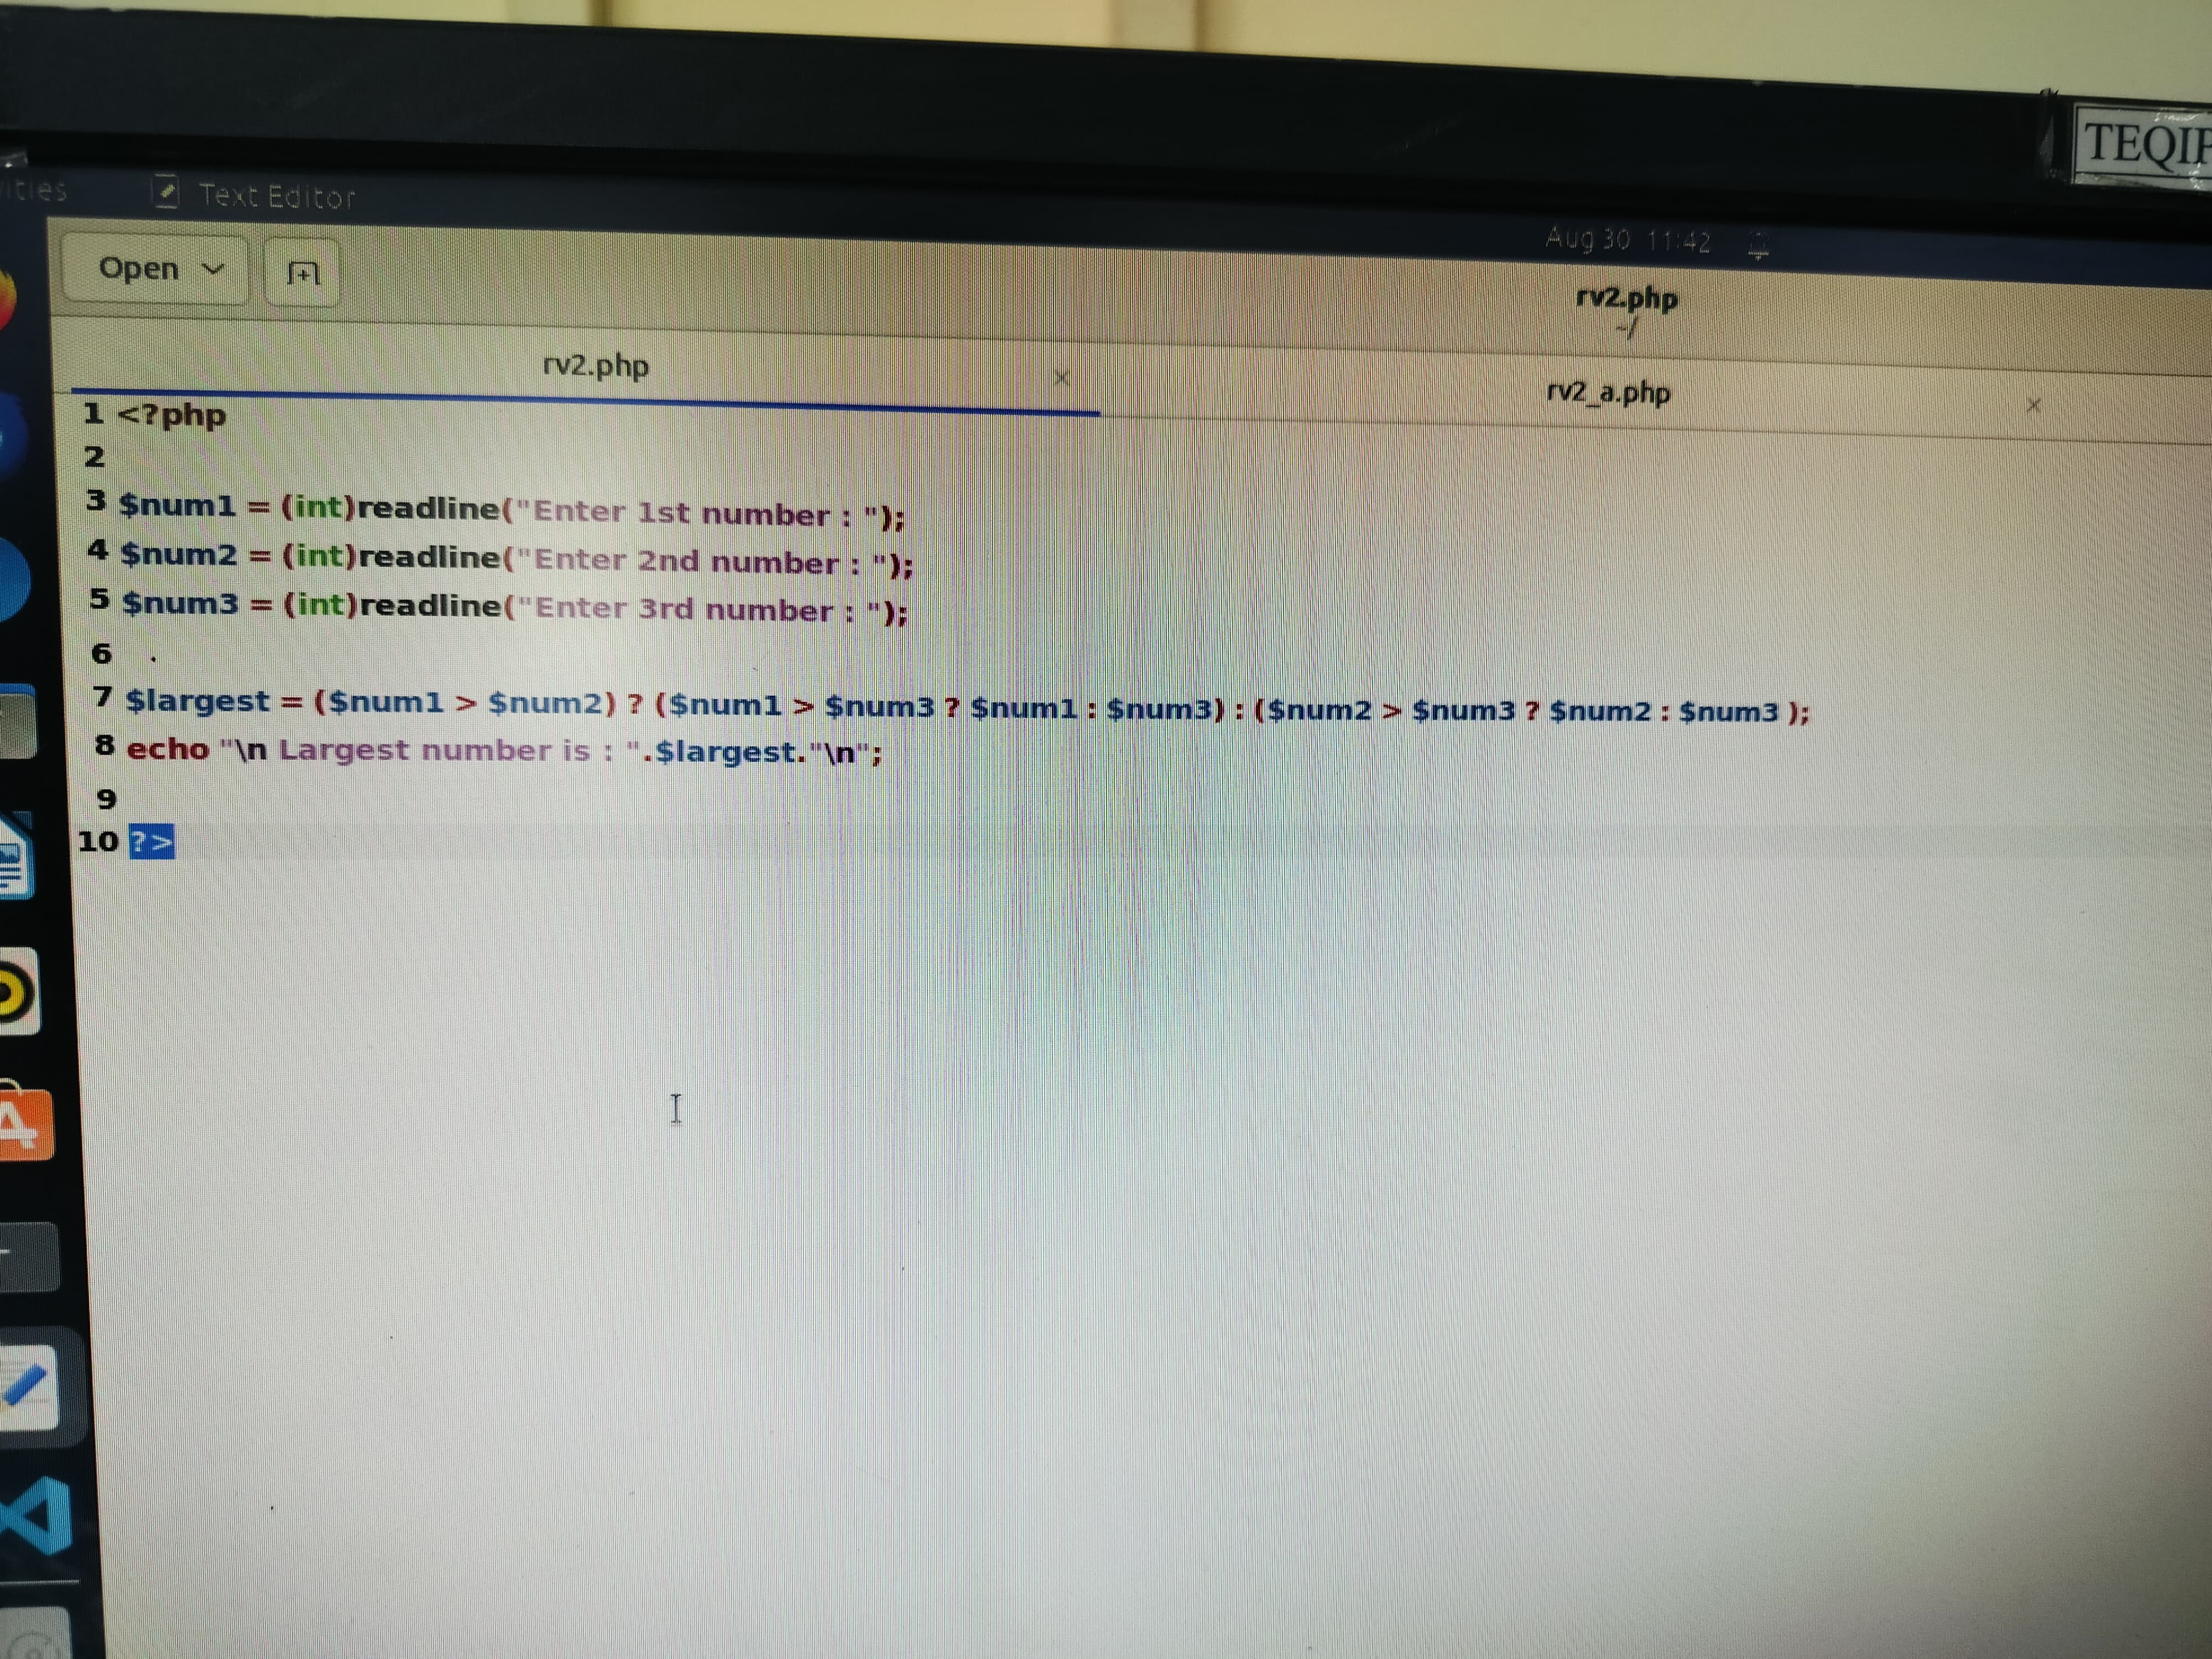 TEQIP
ities Text Editor
Aug 30 11:42
Open
rv2.php
~/
rv2.php ×
rv2_a.php ×
1 <?php
2
3 $num1 = (int)readline("Enter 1st number : ");
4 $num2 = (int)readline("Enter 2nd number : ");
5 $num3 = (int)readline("Enter 3rd number : ");
6
7 $largest = ($num1 > $num2) ? ($num1 > $num3 ? $num1 : $num3) : ($num2 > $num3 ? $num2 : $num3 );
8 echo "\n Largest number is : ".$largest."\n";
9
10 ?>